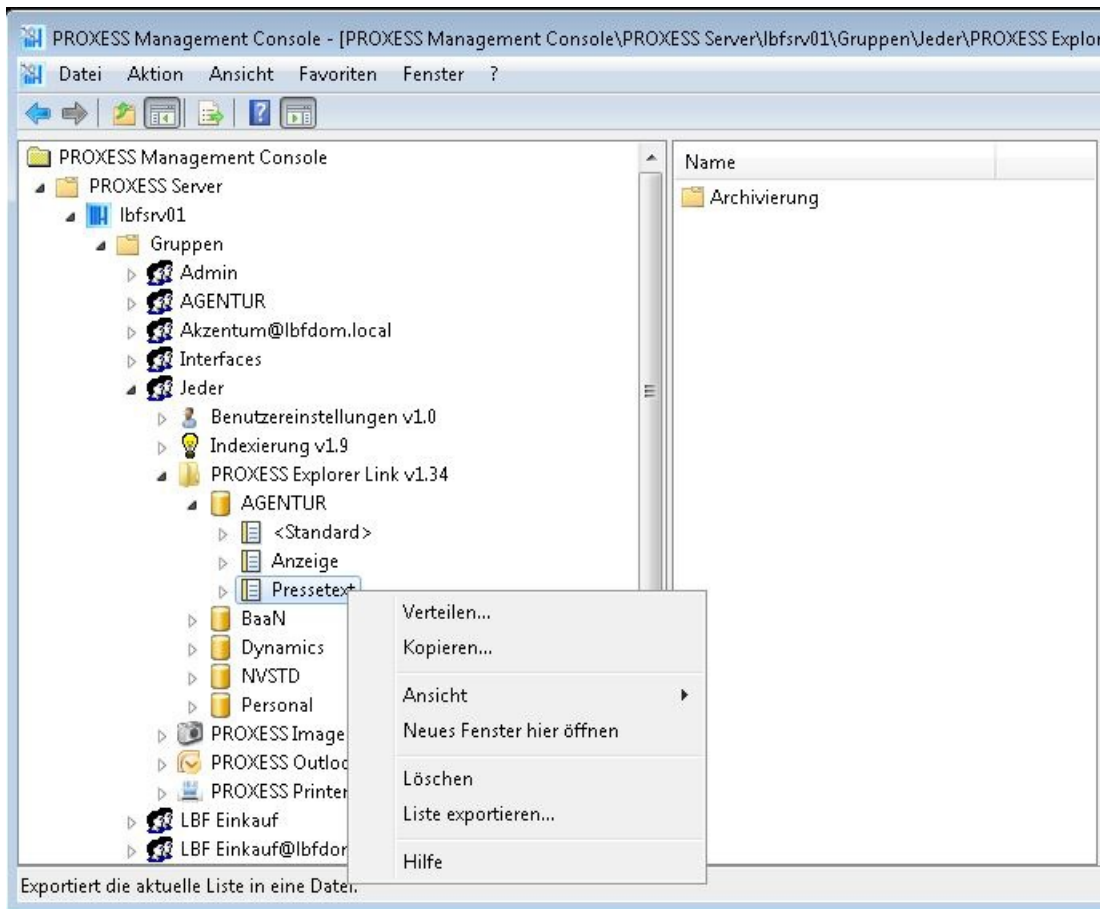 PROXESS Management Console - [PROXESS Management Console\PROXESS Server\lbfsrv01\Gruppen\Jeder\PROXESS Explor
Datei Aktion Ansicht Favoriten Fenster ?
PROXESS Management Console
PROXESS Server
lbfsrv01
Gruppen
Admin
AGENTUR
Akzentum@lbfdom.local
Interfaces
Jeder
Benutzereinstellungen v1.0
Indexierung v1.9
PROXESS Explorer Link v1.34
AGENTUR
<Standard>
Anzeige
Pressetext
BaaN
Dynamics
NVSTD
Personal
PROXESS Image
PROXESS Outloo
PROXESS Printer
LBF Einkauf
LBF Einkauf@lbfdor
Name
Archivierung
Verteilen...
Kopieren...
Ansicht
Neues Fenster hier öffnen
Löschen
Liste exportieren...
Hilfe
Exportiert die aktuelle Liste in eine Datei.